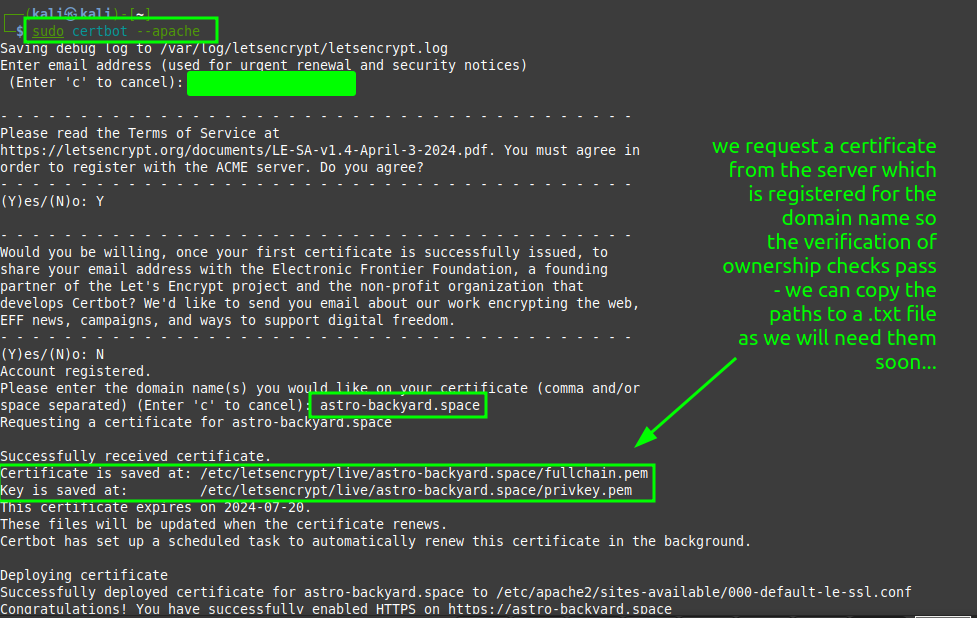 (kali㉿kali)-[~]
$ sudo certbot --apache
Saving debug log to /var/log/letsencrypt/letsencrypt.log
Enter email address (used for urgent renewal and security notices)
(Enter 'c' to cancel):
- - - - - - - - - - - - - - - - - - - - - - - - - - - - - - - - - - - - - - - -
Please read the Terms of Service at
https://letsencrypt.org/documents/LE-SA-v1.4-April-3-2024.pdf. You must agree in
order to register with the ACME server. Do you agree?
- - - - - - - - - - - - - - - - - - - - - - - - - - - - - - - - - - - - - - - -
(Y)es/(N)o: Y
- - - - - - - - - - - - - - - - - - - - - - - - - - - - - - - - - - - - - - - -
Would you be willing, once your first certificate is successfully issued, to
share your email address with the Electronic Frontier Foundation, a founding
partner of the Let's Encrypt project and the non-profit organization that
develops Certbot? We'd like to send you email about our work encrypting the web,
EFF news, campaigns, and ways to support digital freedom.
- - - - - - - - - - - - - - - - - - - - - - - - - - - - - - - - - - - - - - - -
(Y)es/(N)o: N
Account registered.
Please enter the domain name(s) you would like on your certificate (comma and/or
space separated) (Enter 'c' to cancel): astro-backyard.space
Requesting a certificate for astro-backyard.space
Successfully received certificate.
Certificate is saved at: /etc/letsencrypt/live/astro-backyard.space/fullchain.pem
Key is saved at: /etc/letsencrypt/live/astro-backyard.space/privkey.pem
This certificate expires on 2024-07-20.
These files will be updated when the certificate renews.
Certbot has set up a scheduled task to automatically renew this certificate in the background.
Deploying certificate
Successfully deployed certificate for astro-backyard.space to /etc/apache2/sites-available/000-default-le-ssl.conf
Congratulations! You have successfully enabled HTTPS on https://astro-backyard.space
we request a certificate
from the server which
is registered for the
domain name so
the verification of
ownership checks pass
- we can copy the
paths to a .txt file
as we will need them
soon...